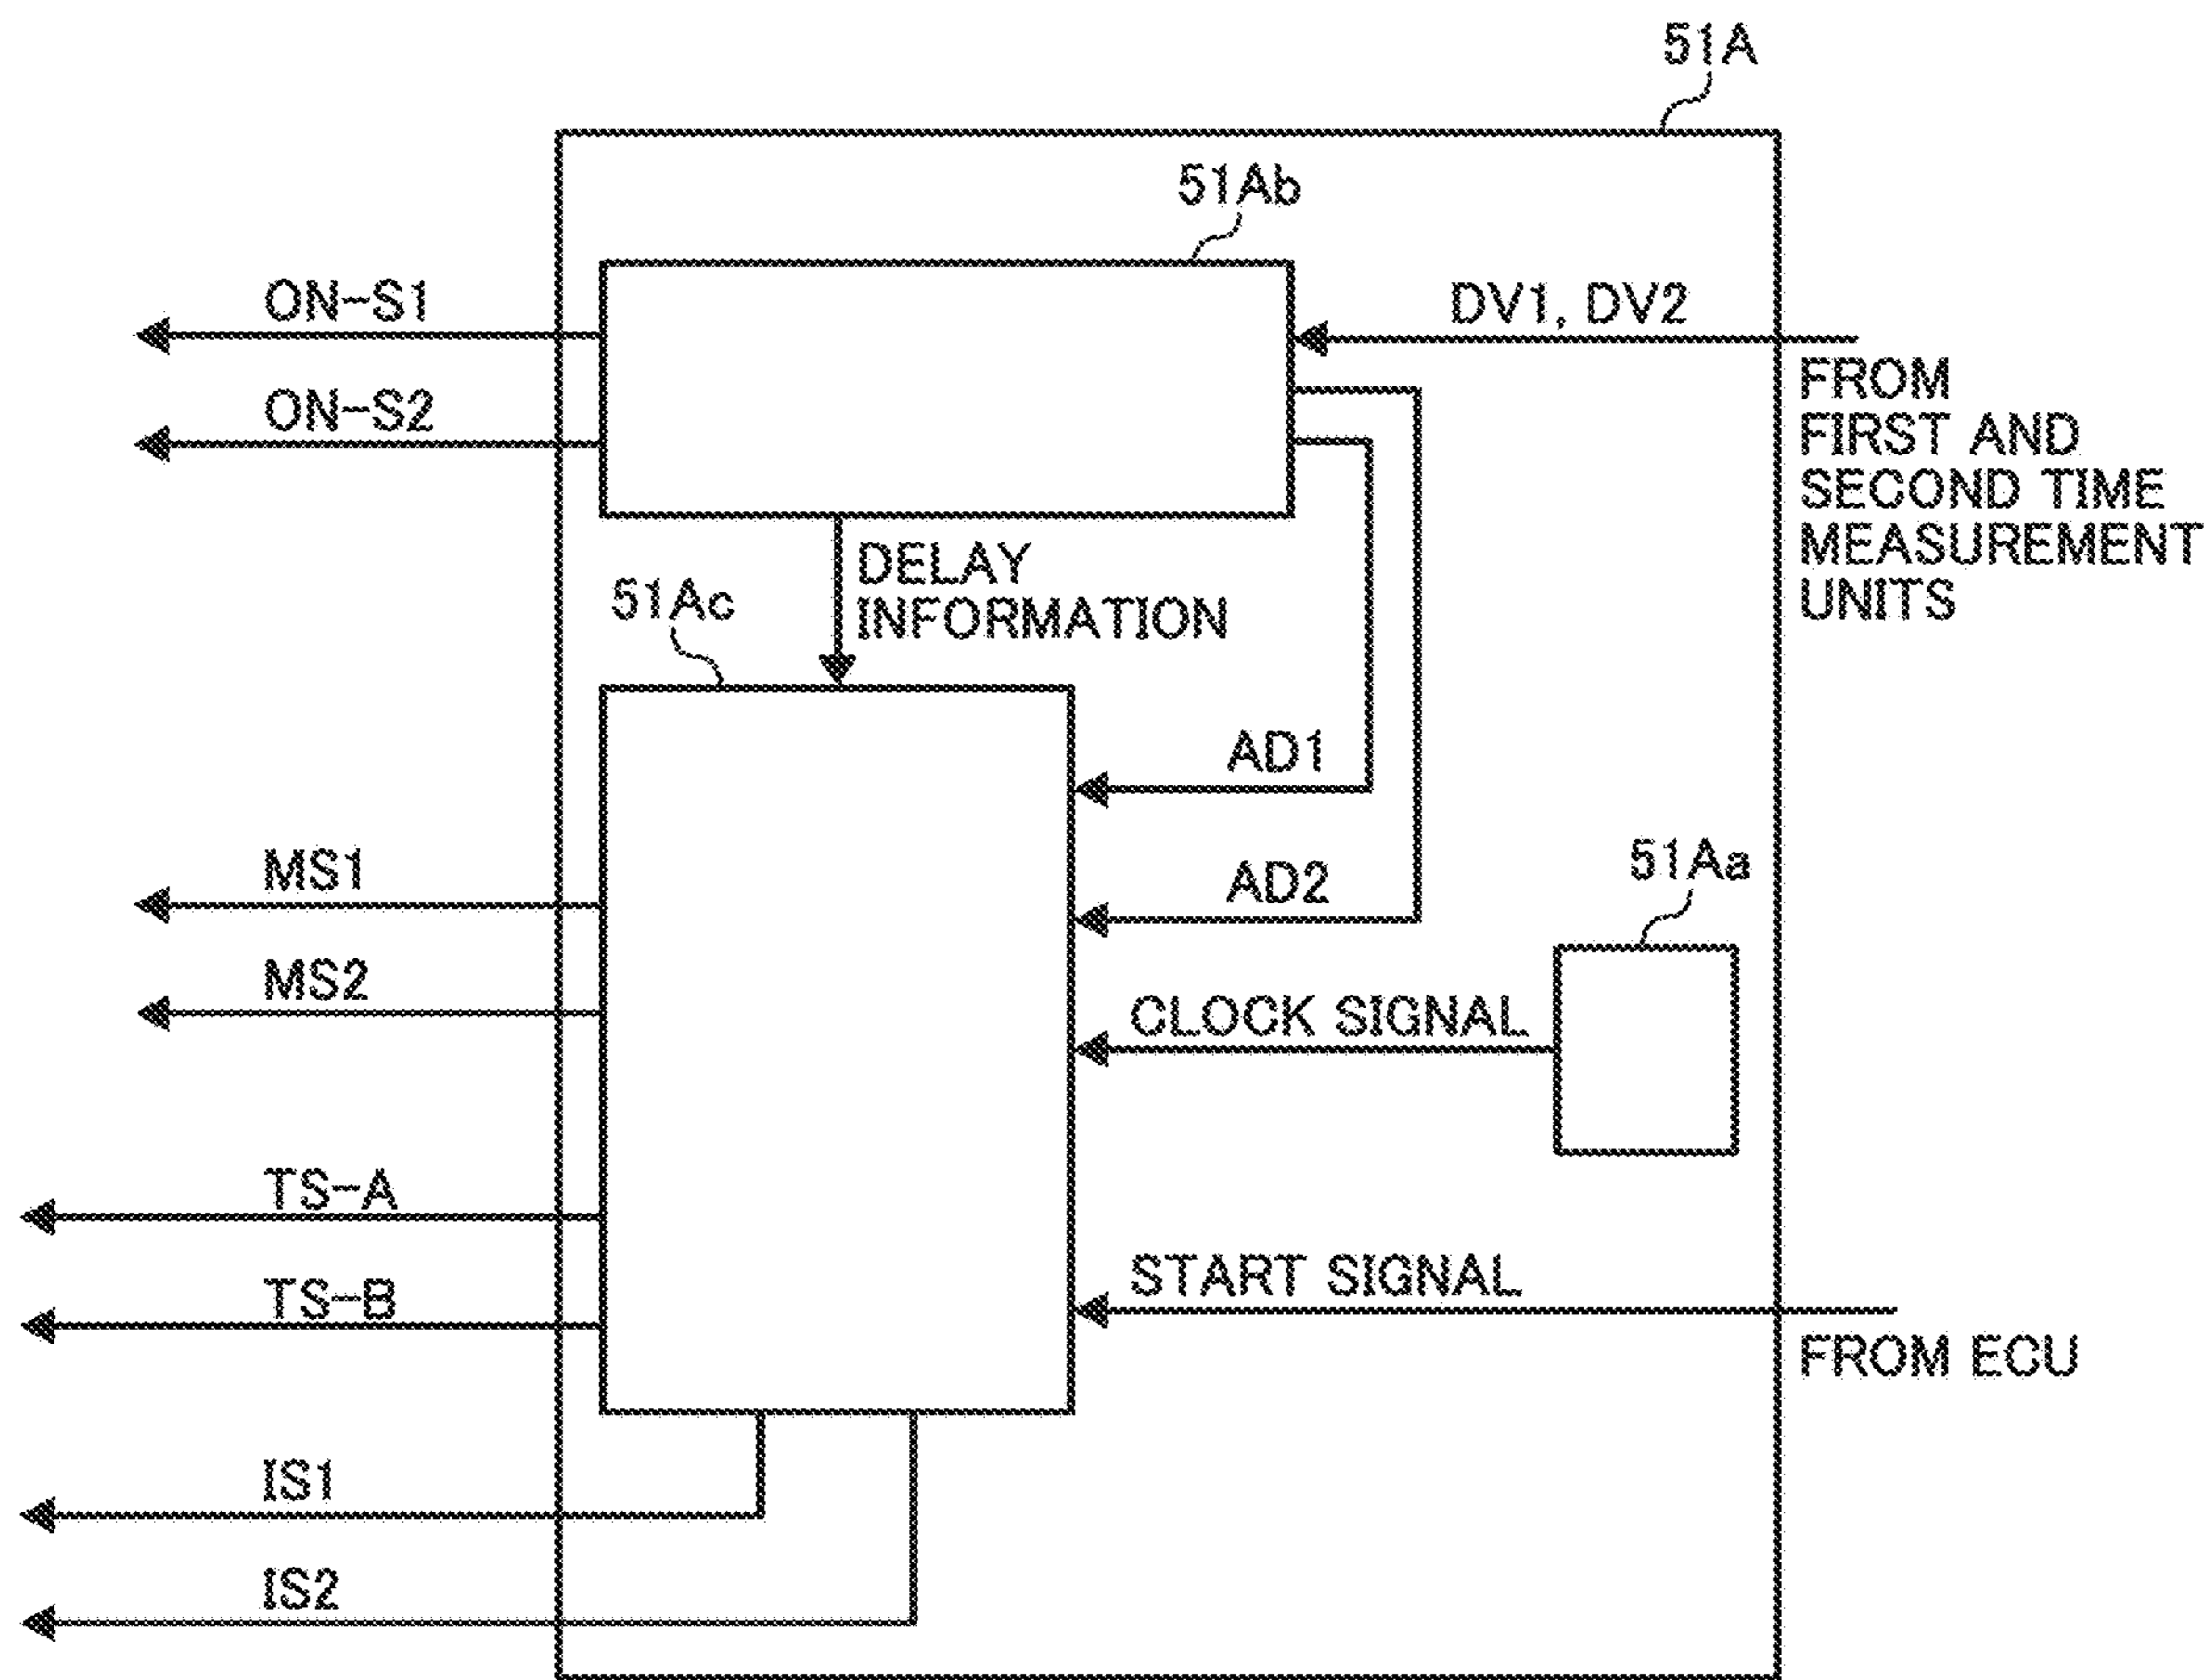 51A
51Ab
ON-S1
DV1, DV2
ON-S2
FROM
FIRST AND
SECOND TIME
MEASUREMENT
UNITS
DELAY
INFORMATION
51Ac
AD1
MS1
AD2
51Aa
MS2
CLOCK SIGNAL
TS-A
START SIGNAL
TS-B
FROM ECU
IS1
IS2